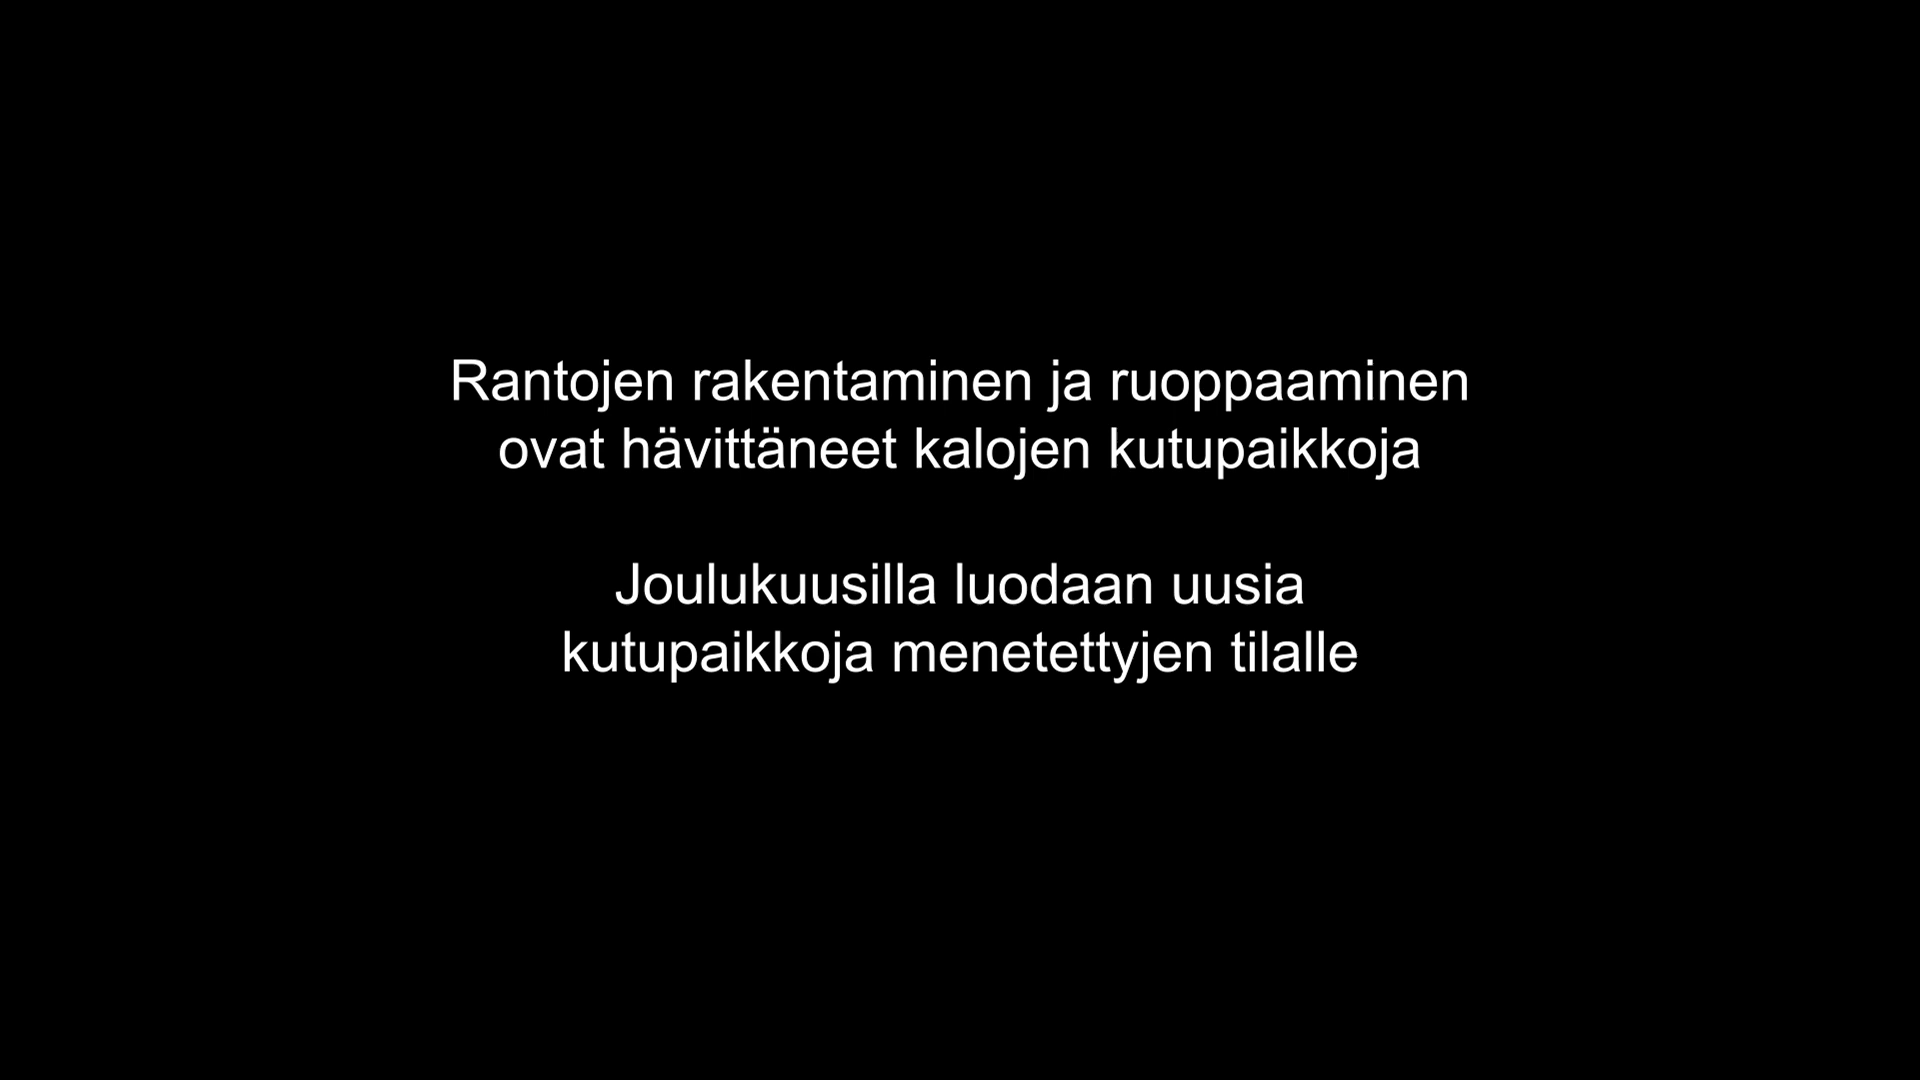 Rantojen rakentaminen ja ruoppaaminen
ovat hävittäneet kalojen kutupaikkoja
Joulukuusilla luodaan uusia
kutupaikkoja menetettyjen tilalle